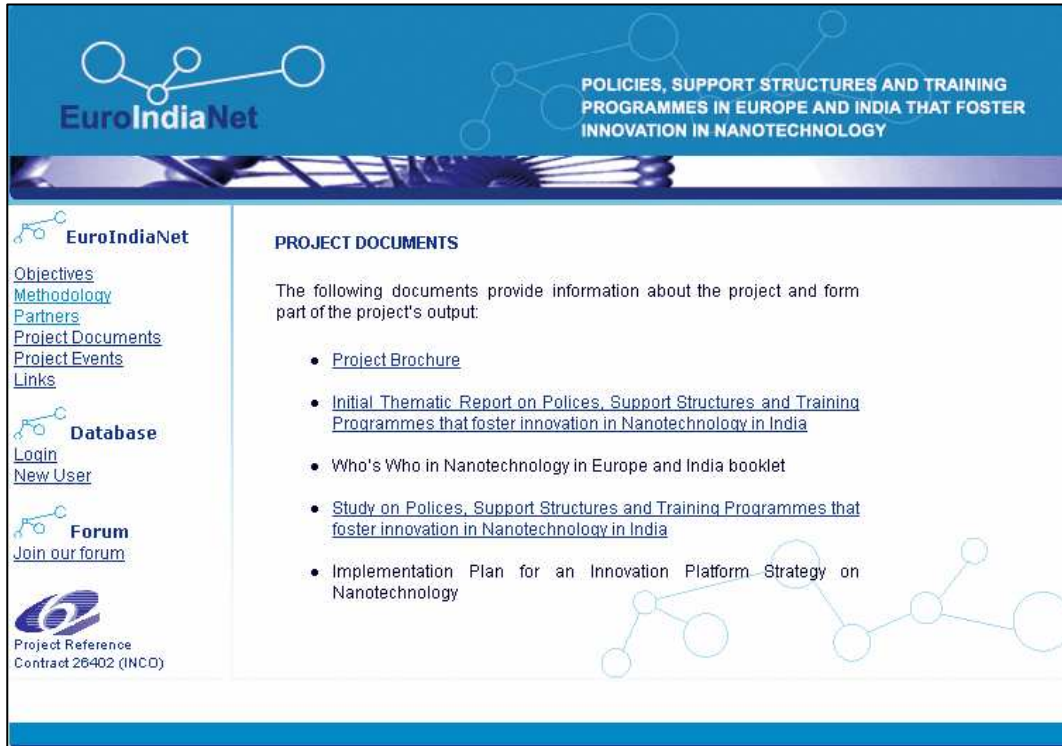 EuroIndiaNet
POLICIES, SUPPORT STRUCTURES AND TRAINING
PROGRAMMES IN EUROPE AND INDIA THAT FOSTER
INNOVATION IN NANOTECHNOLOGY
EuroIndiaNet
Objectives
Methodology
Partners
Project Documents
Project Events
Links
Database
Login
New User
Forum
Join our forum
6
Project Reference
Contract 26402 (INCO)
PROJECT DOCUMENTS
The following documents provide information about the project and form
part of the project's output:
• Project Brochure
• Initial Thematic Report on Polices, Support Structures and Training
Programmes that foster innovation in Nanotechnology in India
• Who's Who in Nanotechnology in Europe and India booklet
• Study on Polices, Support Structures and Training Programmes that
foster innovation in Nanotechnology in India
• Implementation Plan for an Innovation Platform Strategy on
Nanotechnology